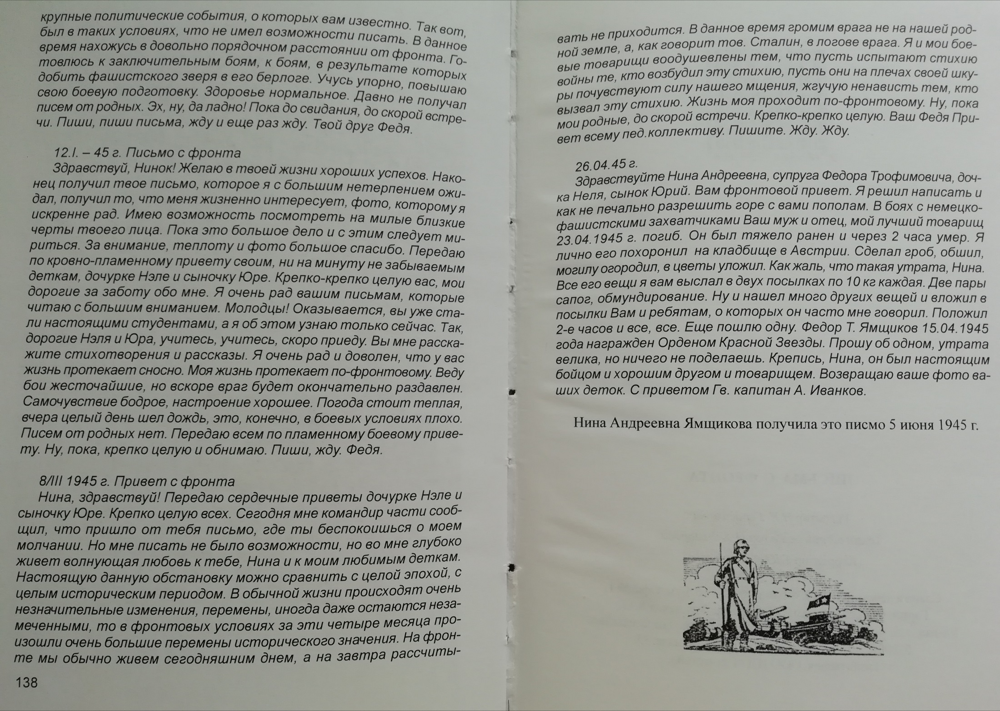 крупные политические события, о которых вам известно. Так вот,
был в таких условиях, что не имел возможности писать. В данное
время нахожусь в довольно порядочном расстоянии от фронта. Го-
товлюсь к заключительным боям, к боям, в результате которых
добить фашистского зверя в его берлоге. Учусь упорно, повышаю
свою боевую подготовку. Здоровье нормальное. Давно не получал
писем от родных. Эх, ну, да ладно! Пока до свидания, до скорой встре-
чи. Пиши, пиши письма, жду и еще раз жду. Твой друг Федя.
12.I. – 45 г. Письмо с фронта
Здравствуй, Нинок! Желаю в твоей жизни хороших успехов. Нако-
нец получил твое письмо, которое я с большим нетерпением ожи-
дал, получил то, что меня жизненно интересует, фото, которому я
искренне рад. Имею возможность посмотреть на милые близкие
черты твоего лица. Пока это большое дело и с этим следует ми-
риться. За внимание, теплоту и фото большое спасибо. Передаю
по кровно-пламенному привету своим, ни на минуту не забываемым
деткам, дочурке Нэле и сыночку Юре. Крепко-крепко целую вас, мои
дорогие за заботу обо мне. Я очень рад вашим письмам, которые
читаю с большим вниманием. Молодцы! Оказывается, вы уже ста-
ли настоящими студентами, а я об этом узнаю только сейчас. Так,
дорогие Нэля и Юра, учитесь, учитесь, скоро приеду. Вы мне расска-
жите стихотворения и рассказы. Я очень рад и доволен, что у вас
жизнь протекает сносно. Моя жизнь протекает по-фронтовому. Веду
бои жесточайшие, но вскоре враг будет окончательно раздавлен.
Самочувствие бодрое, настроение хорошее. Погода стоит теплая,
вчера целый день шел дождь, это, конечно, в боевых условиях плохо.
Писем от родных нет. Передаю всем по пламенному боевому приве-
ту. Ну, пока, крепко целую и обнимаю. Пиши, жду. Федя.
8/III 1945 г. Привет с фронта
Нина, здравствуй! Передаю сердечные приветы дочурке Нэле и
сыночку Юре. Крепко целую всех. Сегодня мне командир части сооб-
щил, что пришло от тебя письмо, где ты беспокоишься о моем
молчании. Но мне писать не было возможности, но во мне глубоко
живет волнующая любовь к тебе, Нина и к моим любимым деткам.
Настоящую данную обстановку можно сравнить с целой эпохой, с
целым историческим периодом. В обычной жизни происходят очень
незначительные изменения, перемены, иногда даже остаются неза-
меченными, то в фронтовых условиях за эти четыре месяца про-
изошли очень большие перемены исторического значения. На фрон-
те мы обычно живем сегодняшним днем, а на завтра рассчиты-
138
вать не приходится. В данное время громим врага не на нашей род-
ной земле, а, как говорит тов. Сталин, в логове врага. Я и мои бое-
вые товарищи воодушевлены тем, что пусть испытают стихию
войны те, кто возбудил эту стихию, пусть они на плечах своей шку-
ры почувствуют силу нашего мщения, жгучую ненависть тем, кто
вызвал эту стихию. Жизнь моя проходит по-фронтовому. Ну, пока
мои родные, до скорой встречи. Крепко-крепко целую. Ваш Федя При-
вет всему пед.коллективу. Пишите. Жду. Жду.
26.04.45 г.
Здравствуйте Нина Андреевна, супруга Федора Трофимовича, доч-
ка Неля, сынок Юрий. Вам фронтовой привет. Я решил написать и
как не печально разрешить горе с вами пополам. В боях с немецко-
фашистскими захватчиками Ваш муж и отец, мой лучший товарищ
23.04.1945 г. погиб. Он был тяжело ранен и через 2 часа умер. Я
лично его похоронил на кладбище в Австрии. Сделал гроб, обшил,
могилу огородил, в цветы уложил. Как жаль, что такая утрата, Нина.
Все его вещи я вам выслал в двух посылках по 10 кг каждая. Две пары
сапог, обмундирование. Ну и нашел много других вещей и вложил в
посылки Вам и ребятам, о которых он часто мне говорил. Положил
2-е часов и все, все. Еще пошлю одну. Федор Т. Ямщиков 15.04.1945
года награжден Орденом Красной Звезды. Прошу об одном, утрата
велика, но ничего не поделаешь. Крепись, Нина, он был настоящим
бойцом и хорошим другом и товарищем. Возвращаю ваше фото ва-
ших деток. С приветом Гв. капитан А. Иванков.
Нина Андреевна Ямщикова получила это писмо 5 июня 1945 г.